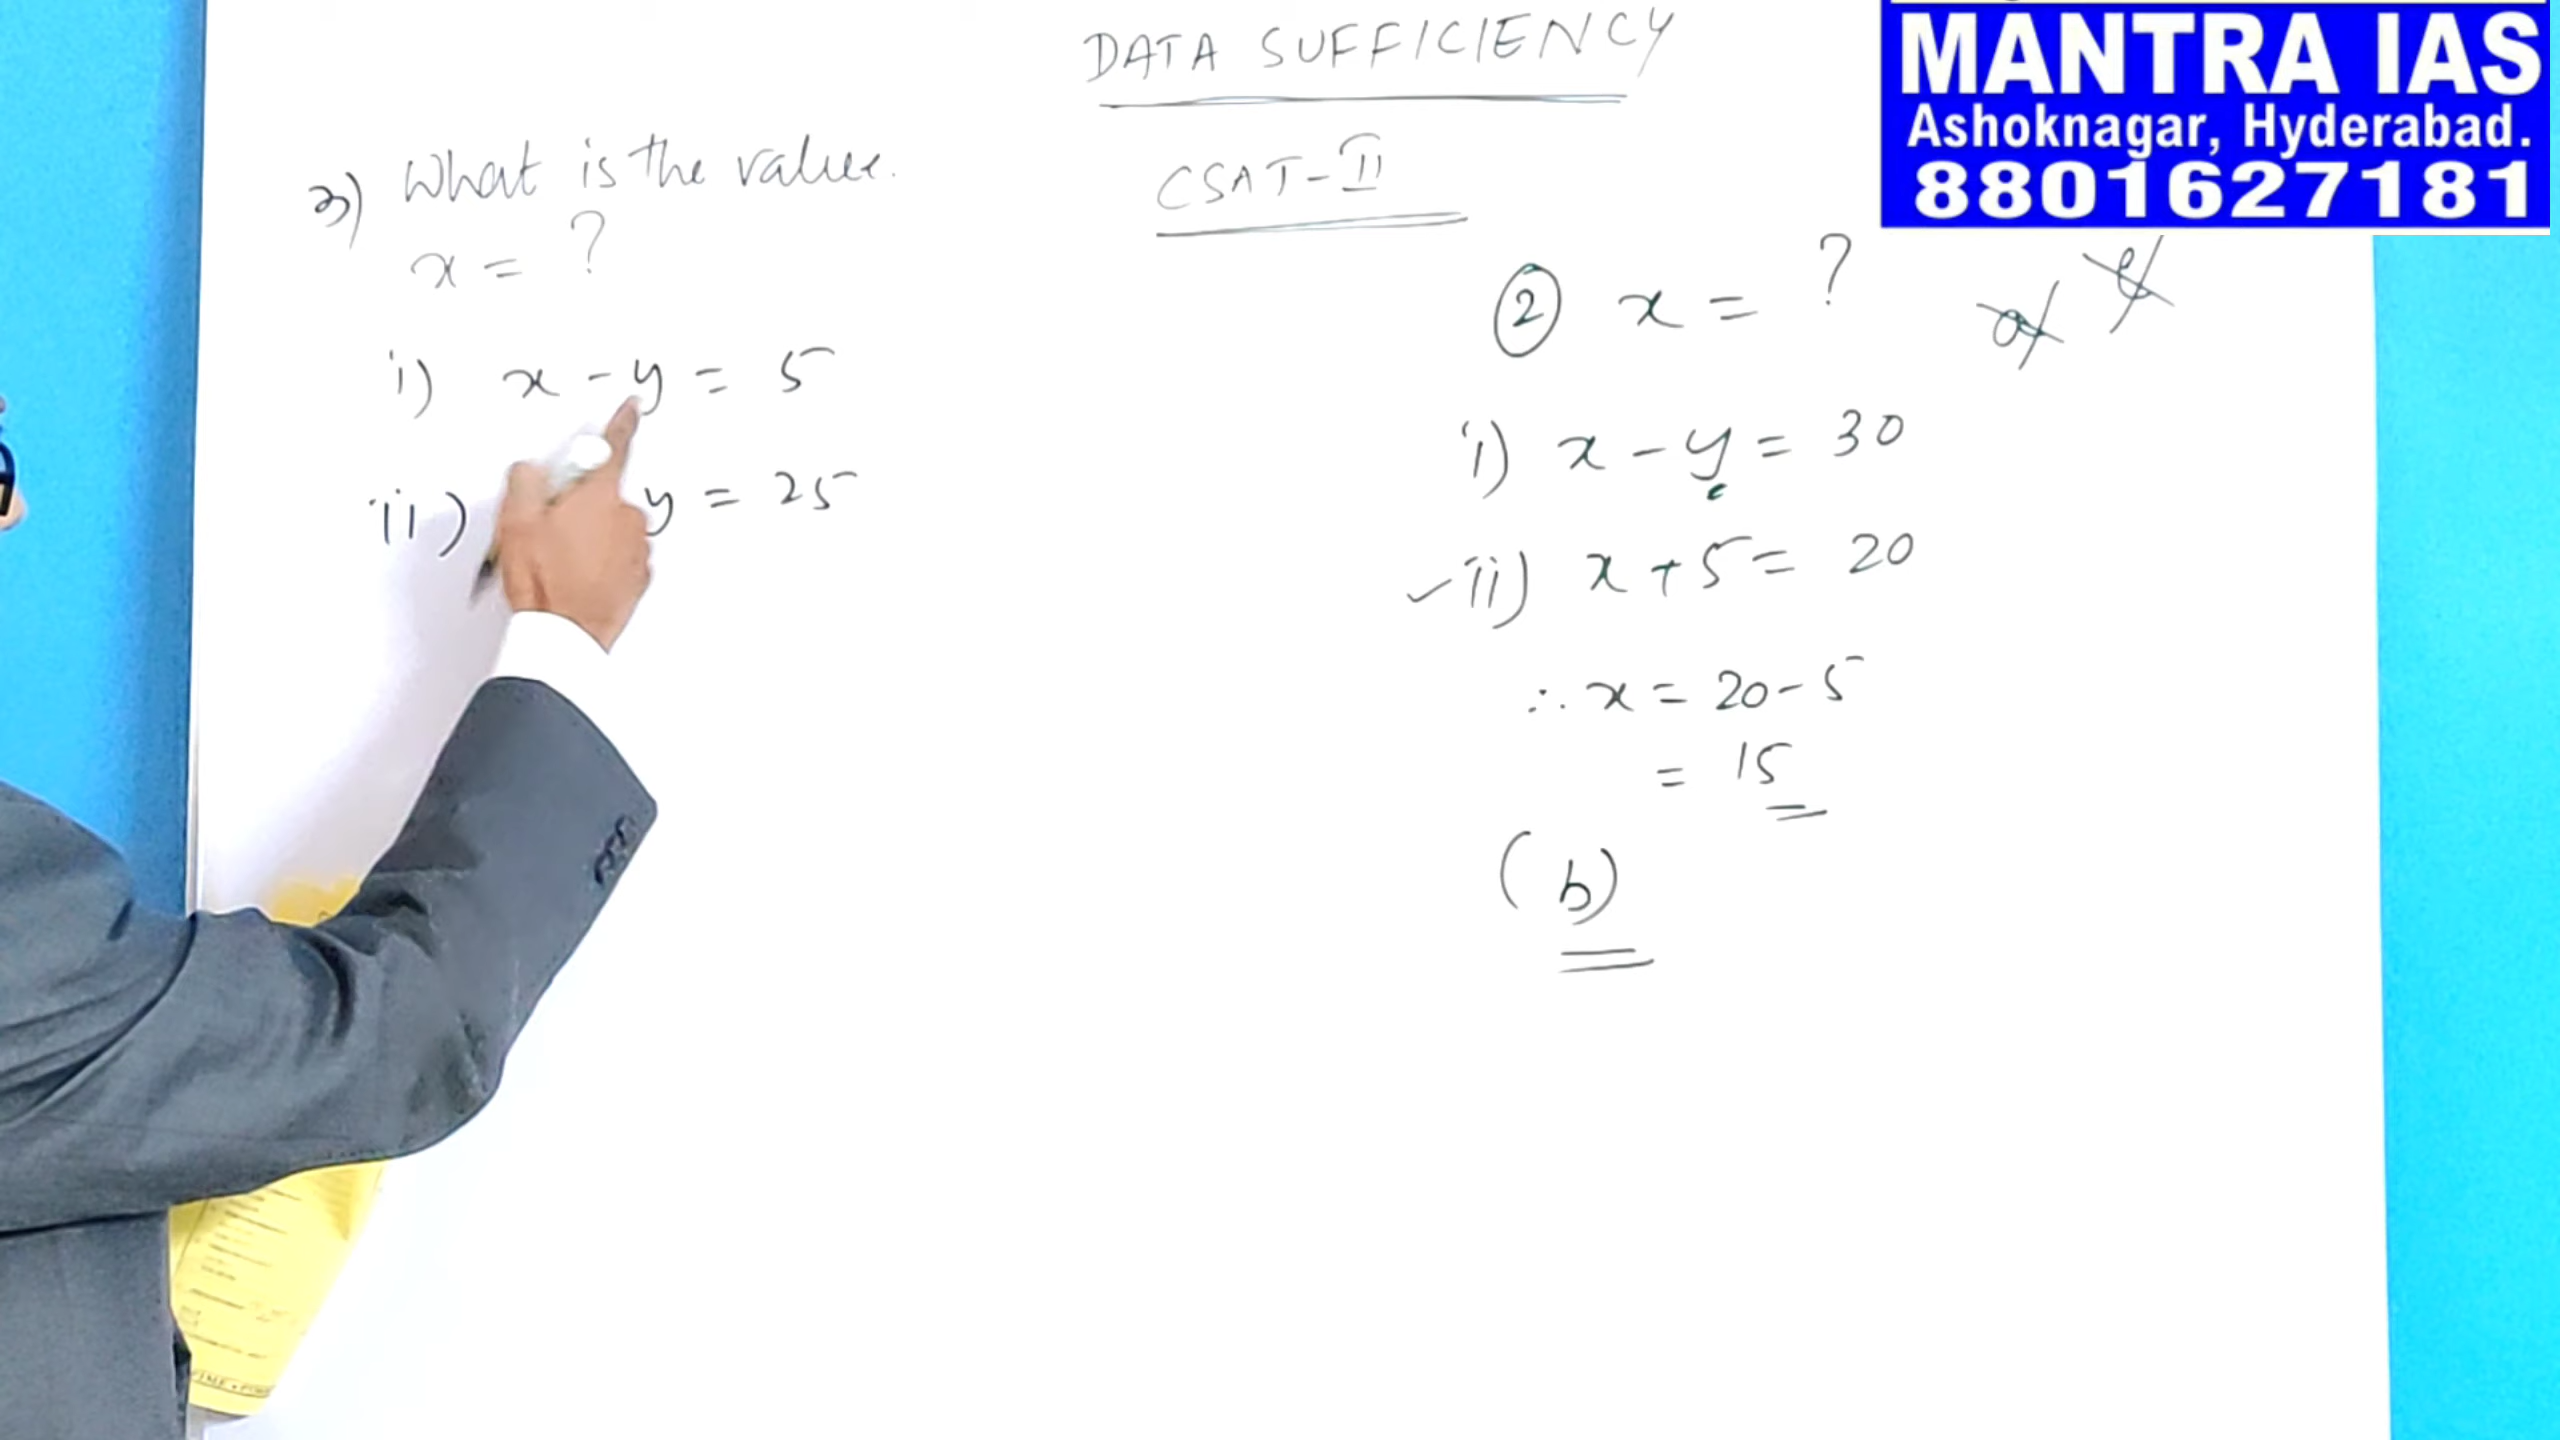 DATA SUFFICIENCY
CSAT-II
MANTRA IAS
Ashoknagar, Hyderabad.
8801627181
3) What is the value.
x = ?
i) x - y = 5
ii) y = 25
② x = ?
a e
i) x - y = 30
✓ ii) x + 5 = 20
∴ x = 20 - 5
= 15
(b)